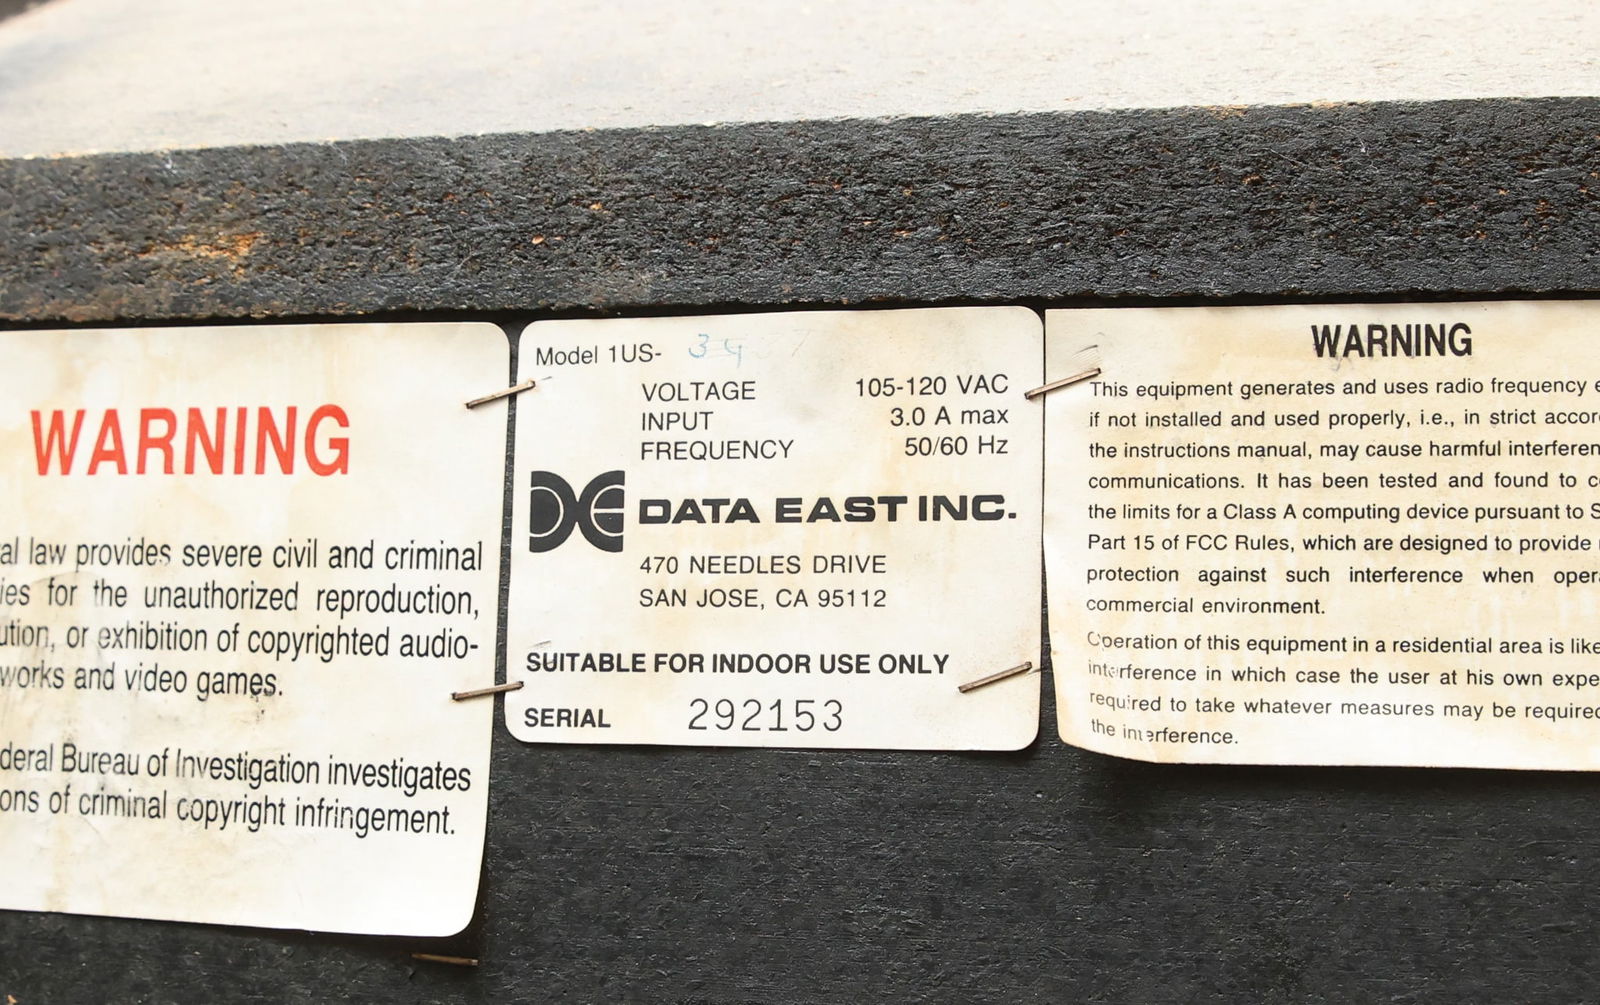 WARNING
al law provides severe civil and criminal
ies for the unauthorized reproduction,
ution, or exhibition of copyrighted audio-
works and video games.
deral Bureau of Investigation investigates
ons of criminal copyright infringement.
Model 1US-
VOLTAGE 105-120 VAC
INPUT 3.0 A max
FREQUENCY 50/60 Hz
DE DATA EAST INC.
470 NEEDLES DRIVE
SAN JOSE, CA 95112
SUITABLE FOR INDOOR USE ONLY
SERIAL 292153
WARNING
This equipment generates and uses radio frequency e
if not installed and used properly, i.e., in strict accor
the instructions manual, may cause harmful interferen
communications. It has been tested and found to c
the limits for a Class A computing device pursuant to S
Part 15 of FCC Rules, which are designed to provide
protection against such interference when oper
commercial environment.
Operation of this equipment in a residential area is like
interference in which case the user at his own expe
required to take whatever measures may be required
the interference.